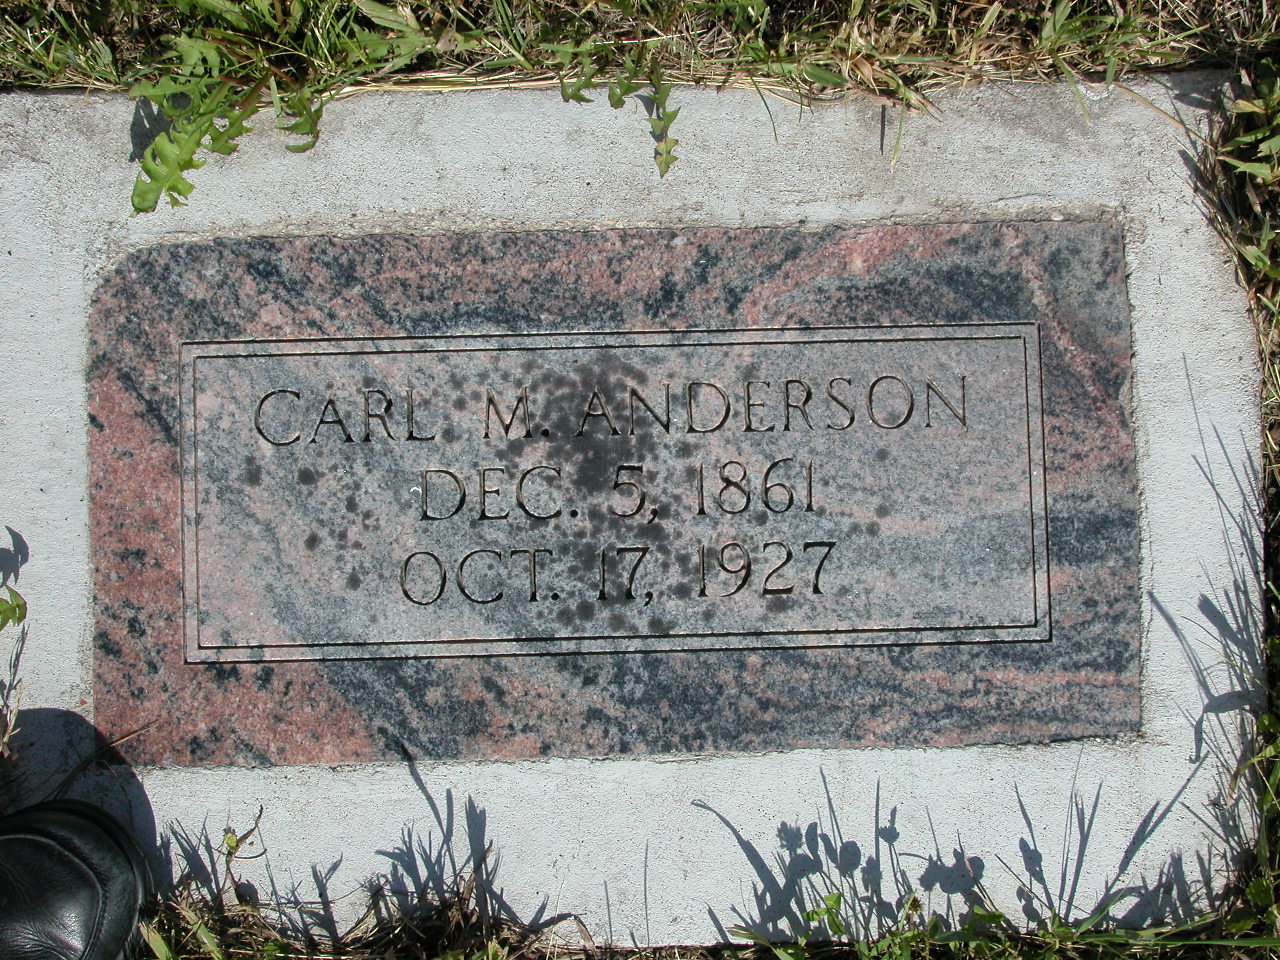 CARL M. ANDERSON
DEC. 5, 1861
OCT. 17, 1927